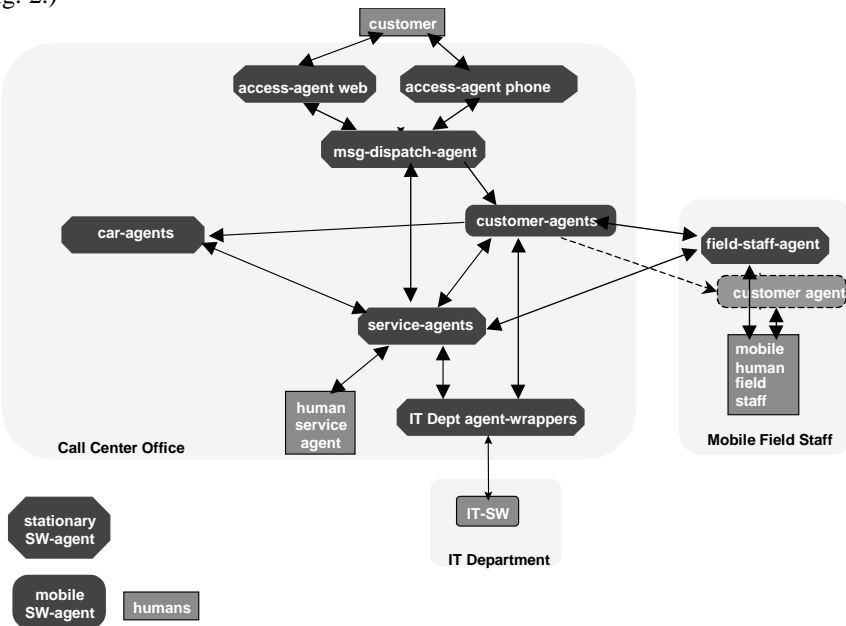 g. 2.)
customer
access-agent web
access-agent phone
msg-dispatch-agent
customer-agents
car-agents
field-staff-agent
customer agent
service-agents
mobile
human
field
staff
human
service
agent
IT Dept agent-wrappers
Call Center Office
Mobile Field Staff
IT-SW
IT Department
stationary
SW-agent
mobile
SW-agent
humans